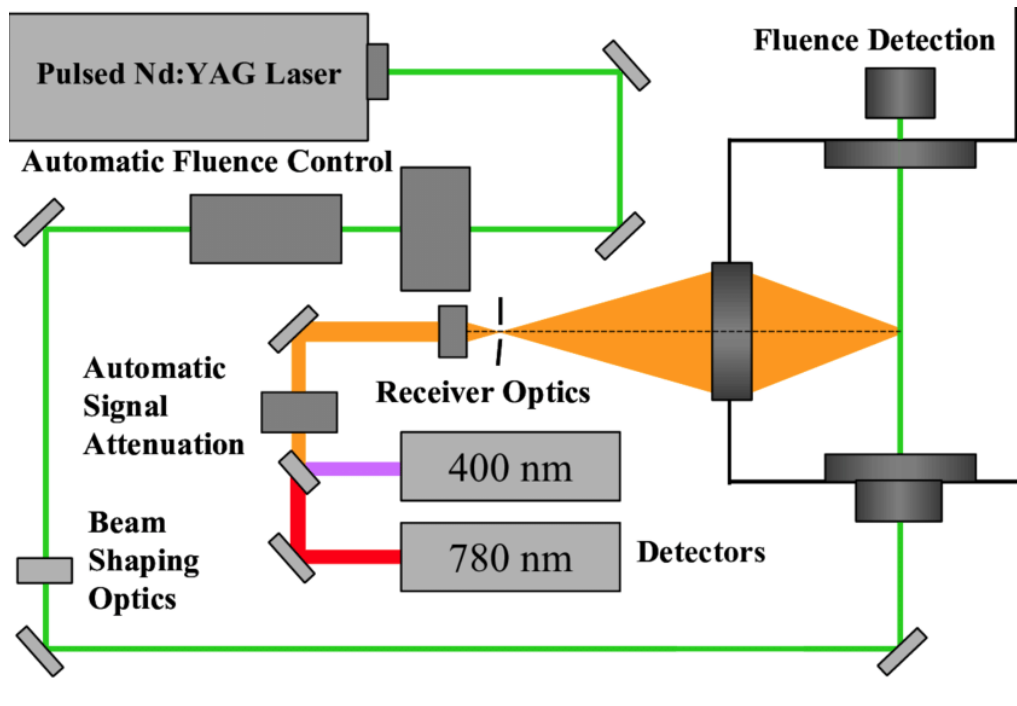 Fluence Detection
Pulsed Nd:YAG Laser
Automatic Fluence Control
Automatic
Signal
Attenuation
Receiver Optics
400 nm
Beam
Shaping
Optics
780 nm
Detectors